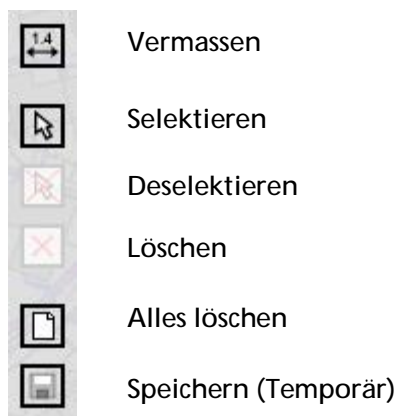 1.4 Vermassen
Selektieren
Deselektieren
Löschen
Alles löschen
Speichern (Temporär)